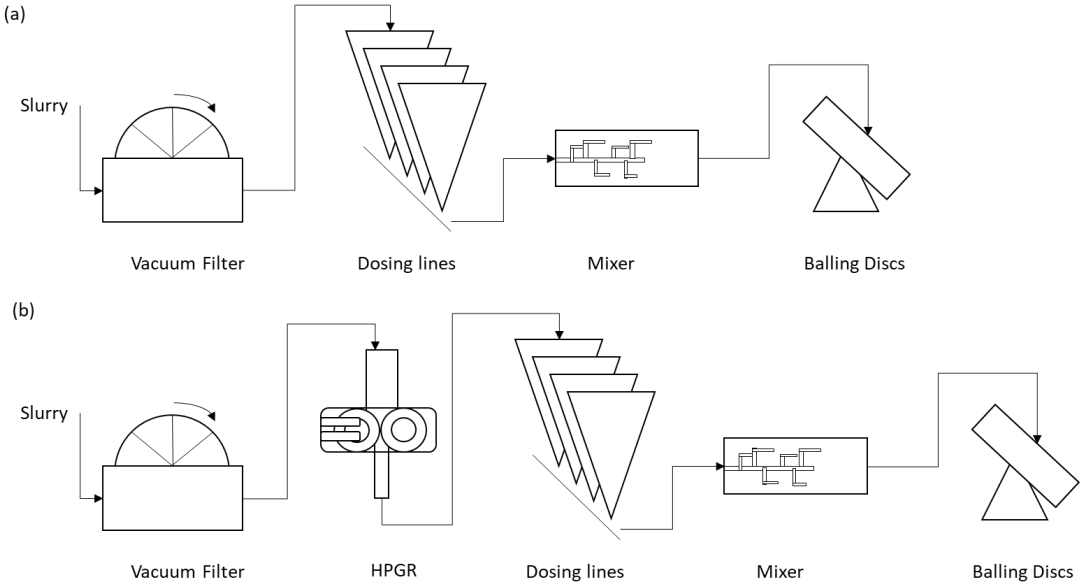 (a)
Slurry
Vacuum Filter
Dosing lines
Mixer
Balling Discs
(b)
Slurry
Vacuum Filter
HPGR
Dosing lines
Mixer
Balling Discs